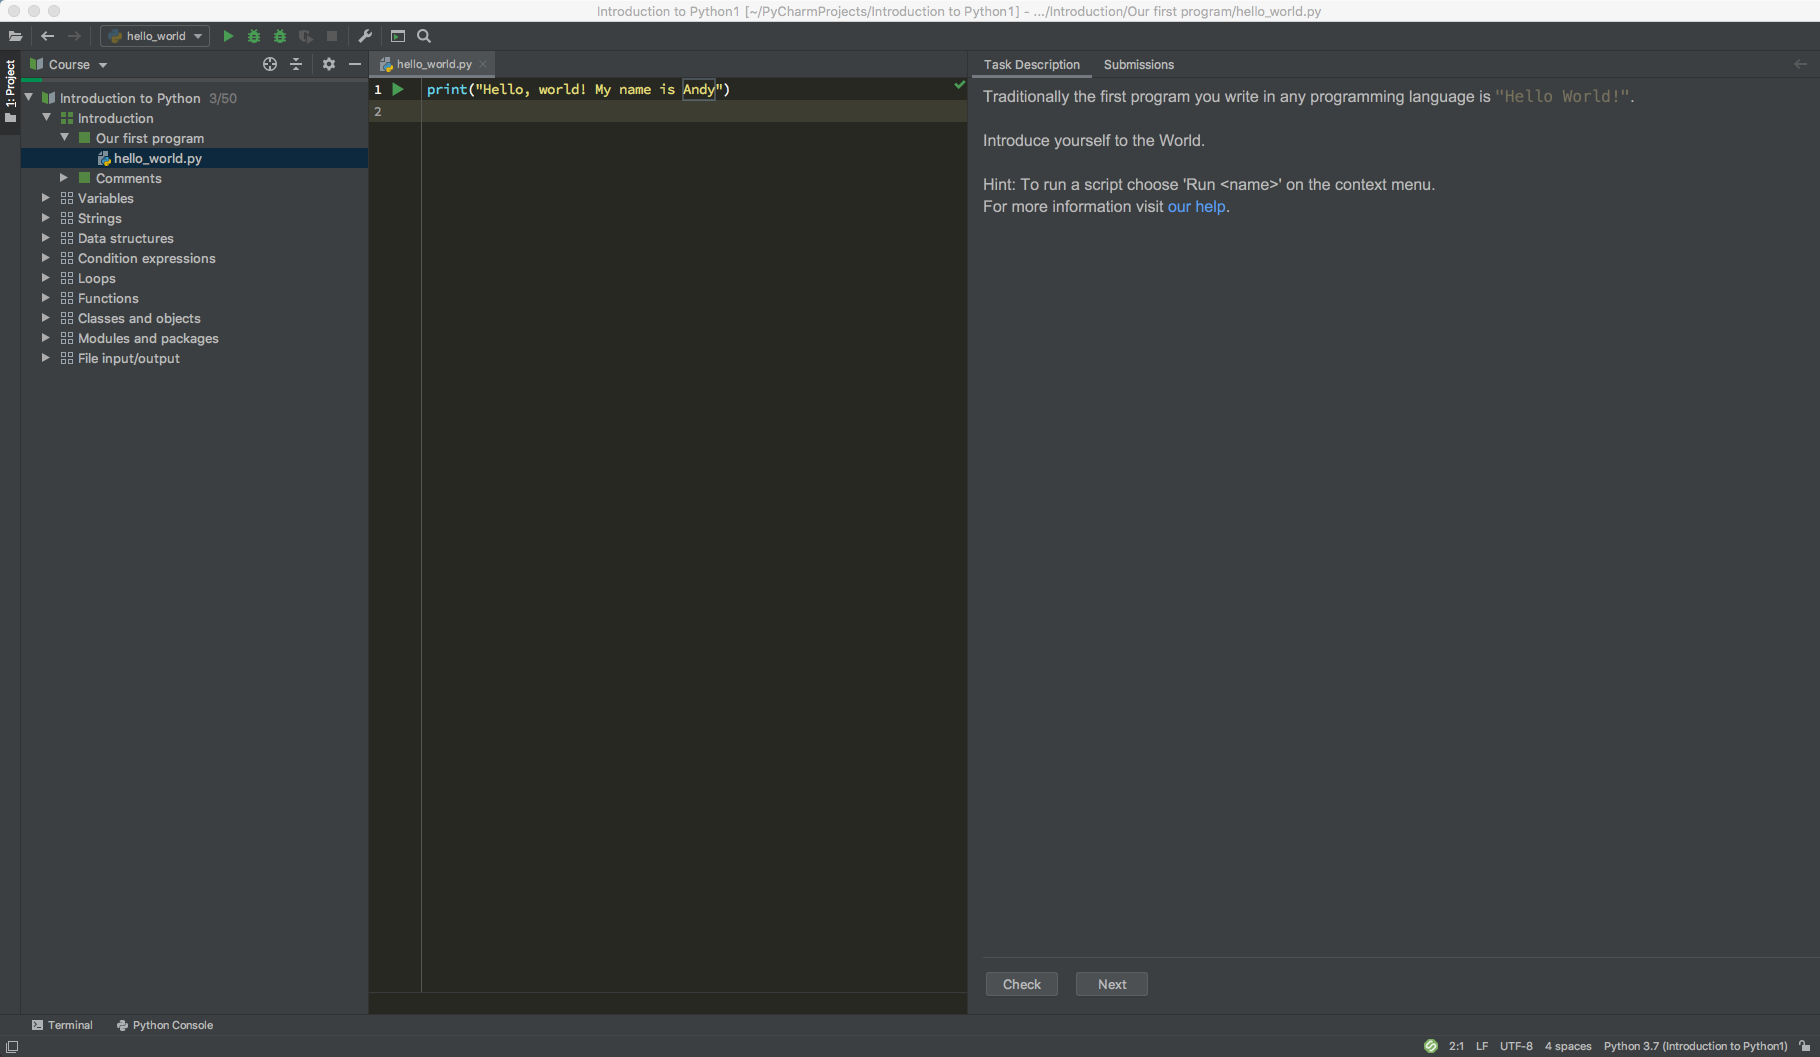 Introduction to Python1 [~/PyCharmProjects/Introduction to Python1] - .../Introduction/Our first program/hello_world.py
hello_world
1: Project
Course
hello_world.py
Task Description
Submissions
Introduction to Python 3/50
Introduction
Our first program
hello_world.py
Comments
Variables
Strings
Data structures
Condition expressions
Loops
Functions
Classes and objects
Modules and packages
File input/output
1 print("Hello, world! My name is Andy")
2
Traditionally the first program you write in any programming language is "Hello World!".
Introduce yourself to the World.
Hint: To run a script choose 'Run <name>' on the context menu.
For more information visit our help.
Check
Next
Terminal
Python Console
2:1 LF UTF-8 4 spaces Python 3.7 (Introduction to Python1)